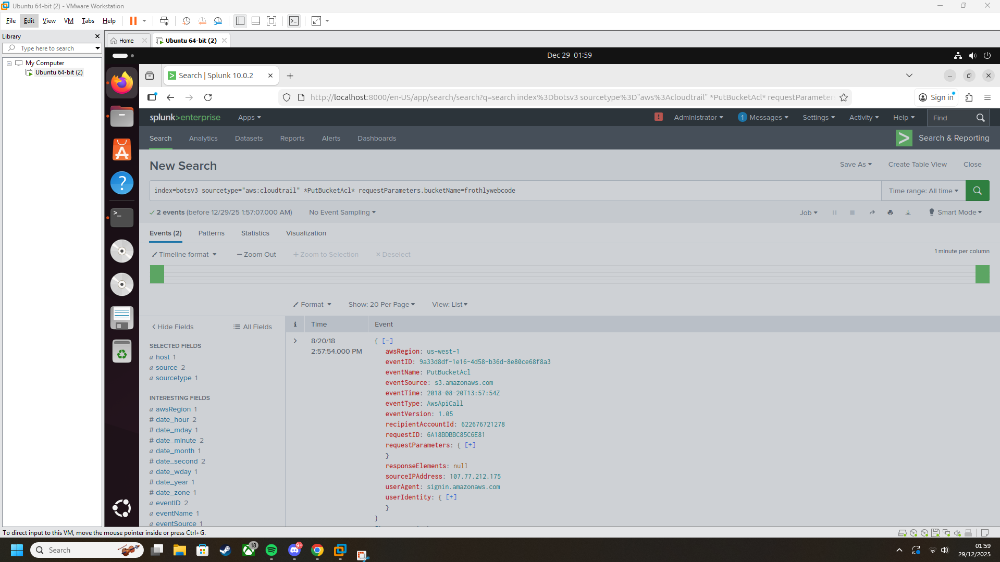 Ubuntu 64-bit (2) - VMware Workstation
File Edit View VM Tabs Help
Library
Type here to search
My Computer
Ubuntu 64-bit (2)
Home
Ubuntu 64-bit (2)
Dec 29 01:59
Search | Splunk 10.0.2
http://localhost:8000/en-US/app/search/search?q=search index%3Dbotsv3 sourcetype%3D"aws%3Acloudtrail" *PutBucketAcl* requestParameter
Sign in
splunk>enterprise
Apps
Administrator
1 Messages
Settings
Activity
Help
Find
Search
Analytics
Datasets
Reports
Alerts
Dashboards
Search & Reporting
New Search
Save As
Create Table View
Close
index=botsv3 sourcetype="aws:cloudtrail" *PutBucketAcl* requestParameters.bucketName=frothlywebcode
Time range: All time
2 events (before 12/29/25 1:57:07.000 AM)
No Event Sampling
Job
Smart Mode
Events (2)
Patterns
Statistics
Visualization
Timeline format
Zoom Out
Zoom to Selection
Deselect
1 minute per column
Format
Show: 20 Per Page
View: List
Hide Fields
All Fields
i
Time
Event
SELECTED FIELDS
a host 1
a source 2
a sourcetype 1
INTERESTING FIELDS
a awsRegion 1
# date_hour 2
# date_mday 1
# date_minute 2
a date_month 1
# date_second 2
a date_wday 1
# date_year 1
# date_zone 1
a eventID 2
a eventName 1
a eventSource 1
8/20/18
2:57:54.000 PM
{ [-]
awsRegion: us-west-1
eventID: 9a33d8df-1e16-4d58-b36d-8e80ce68f8a3
eventName: PutBucketAcl
eventSource: s3.amazonaws.com
eventTime: 2018-08-20T13:57:54Z
eventType: AwsApiCall
eventVersion: 1.05
recipientAccountId: 622676721278
requestID: 6A18BDBBC85C6E81
requestParameters: { [+]
}
responseElements: null
sourceIPAddress: 107.77.212.175
userAgent: signin.amazonaws.com
userIdentity: { [+]
}
}
To direct input to this VM, move the mouse pointer inside or press Ctrl+G.
Search
18
9+
01:59
29/12/2025